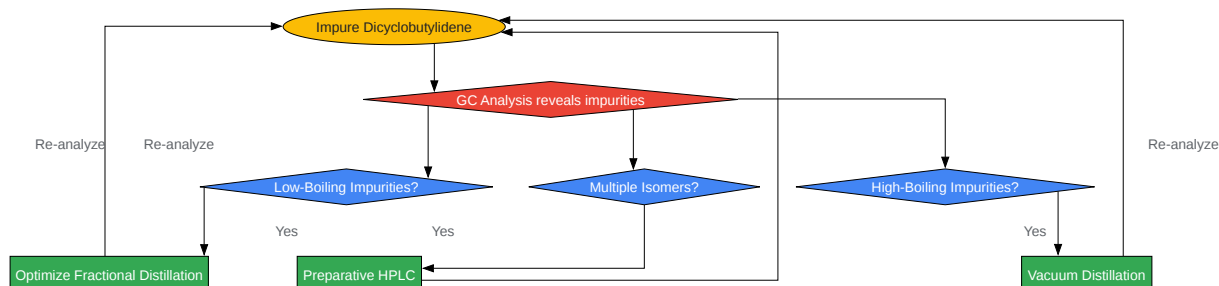 Impure Dicyclobutylidene
GC Analysis reveals impurities
Re-analyze
Re-analyze
Re-analyze
Low-Boiling Impurities?
Multiple Isomers?
High-Boiling Impurities?
Yes
Yes
Yes
Optimize Fractional Distillation
Preparative HPLC
Vacuum Distillation